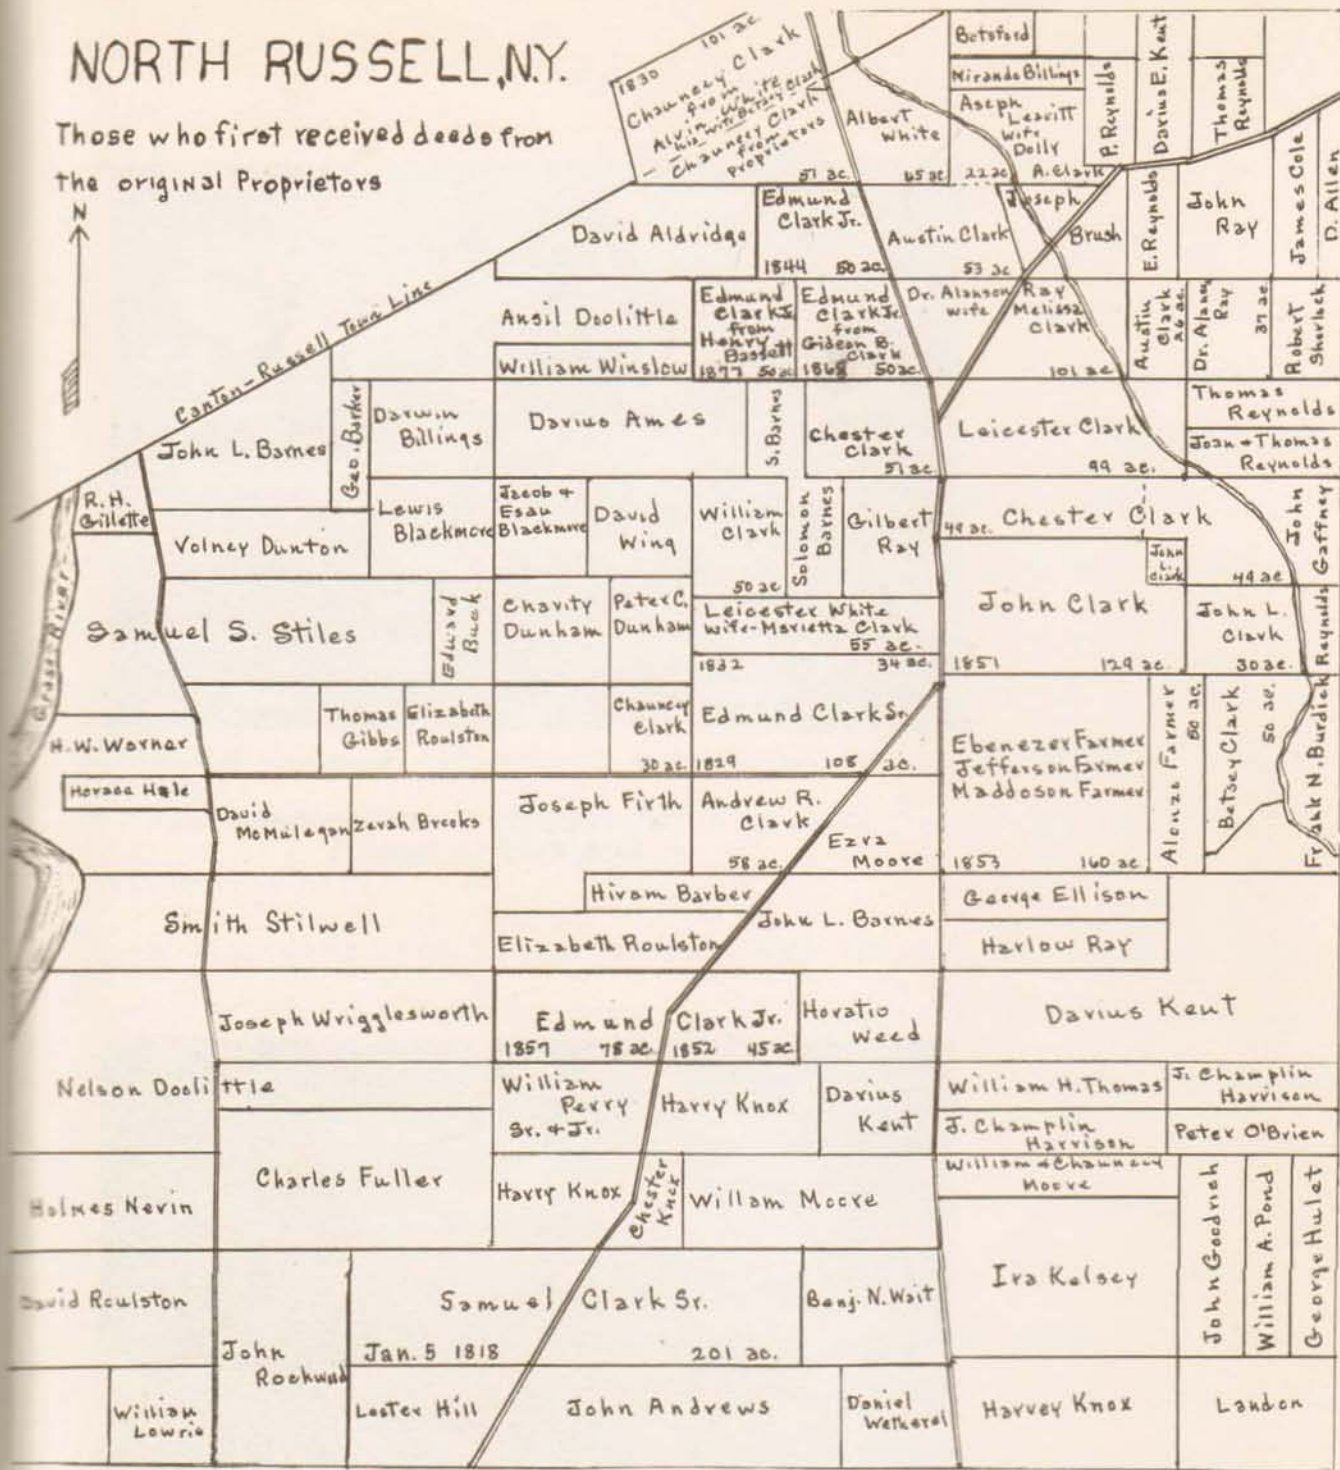 NORTH RUSSELL, N.Y.
Those who first received deeds from
the original Proprietors
N
Canton-Russell Town Line
Grass River
1830
101 ac.
Chauncey Clark
from
Alvin White
his wife Betsey Clark
Chauncey Clark
from
Proprietors
51 ac.
Albert
White
65 ac
Botsford
Miranda Billings
Aseph
Leavitt
wife
Dolly
22 ac
A. Clark
P. Reynolds
Darius E. Kent
Thomas
Reynolds
David Aldridge
Edmund
Clark Jr.
1844 50 ac.
Austin Clark
53 ac
Joseph
Brush
E. Reynolds
John
Ray
James Cole
D. Allen
Ansil Doolittle
William Winslow
Edmund
Clark Jr.
from
Henry
Bassett
1877 50 ac
Edmund
Clark Jr.
from
Gideon B.
Clark
1868 50 ac.
Dr. Alanson Ray
wife Melissa
Clark
101 ac
Austin
Clark
26 ac.
Dr. Alanson
Ray
37 ac.
Robert
Shurlock
John L. Barnes
Geo. Barker
Darwin
Billings
Darius Ames
S. Barnes
Chester
Clark
51 ac
Leicester Clark
99 ac.
Thomas
Reynolds
Joan + Thomas
Reynolds
R. H.
Gillette
Volney Dunton
Lewis
Blackmore
Jacob +
Esau
Blackmore
David
Wing
William
Clark
50 ac
Solomon
Barnes
Gilbert
Ray
49 ac. Chester Clark
44 ac
John
Gaffney
Samuel S. Stiles
Edward
Buck
Chavity
Dunham
Peter C.
Dunham
Leicester White
wife-Marietta Clark
55 ac.
John Clark
1851 129 ac
John
L.
Clark
John L.
Clark
30 ac.
Reynolds
H. W. Warner
Thomas
Gibbs
Elizabeth
Roulston
Chauncey
Clark
30 ac
1832 34 ac.
Edmund Clark Sr.
1829 108 ac.
Ebenezer Farmer
Jefferson Farmer
Maddoson Farmer
1853 160 ac
Alonzo Farmer
50 ac.
Betsey Clark
50 ac.
Frank N. Burdick
Horace Hale
David
McMulegan
Zerah Brooks
Joseph Firth
Andrew R.
Clark
58 ac.
Ezra
Moore
Smith Stilwell
Hiram Barber
Elizabeth Roulston
John L. Barnes
George Ellison
Harlow Ray
Joseph Wrigglesworth
Edmund Clark Jr.
1857 78 ac. 1852 45 ac
Horatio
Weed
Darius Kent
Nelson Doolittle
William
Perry
Sr. + Jr.
Harry Knox
Darius
Kent
William H. Thomas
J. Champlin
Harrison
J. Champlin
Harrison
Peter O'Brien
Holmes Nevin
Charles Fuller
Harry Knox
Chester
Knox
Willam Moore
William + Chauncey
Moore
John Goodrich
William A. Pond
George Hulet
David Roulston
John
Rockwud
Samuel Clark Sr.
Jan. 5 1818 201 ac.
Benj. N. Wait
Ira Kelsey
William
Lowrie
Lester Hill
John Andrews
Daniel
Wetherel
Harvey Knox
Landon